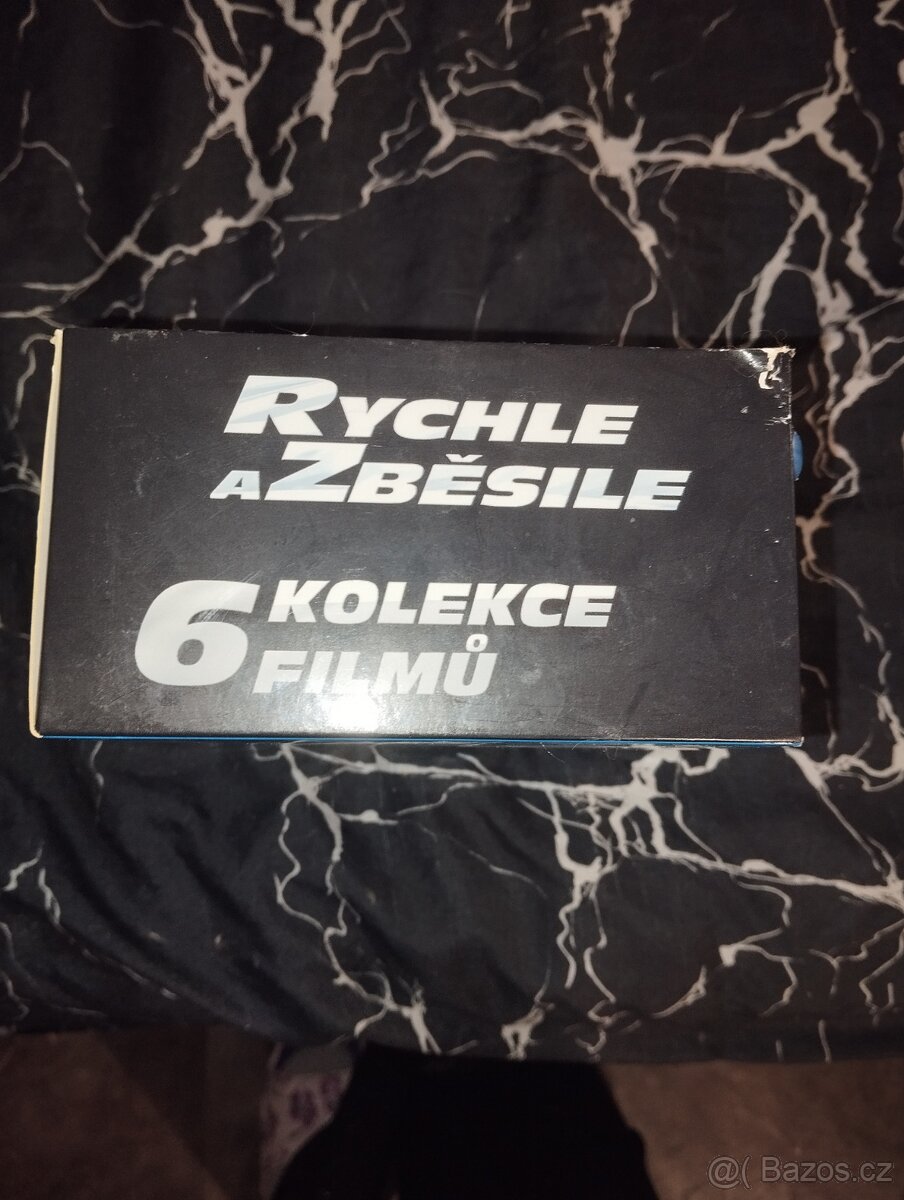 RYCHLE
A ZBĚSILE
6 KOLEKCE
FILMŮ
@( Bazos.cz